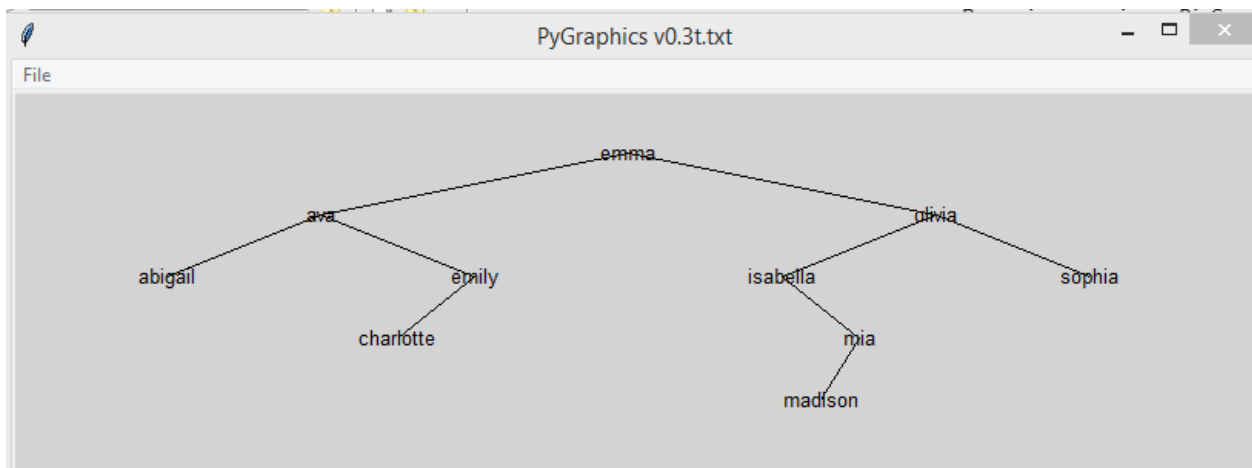 PyGraphics v0.3t.txt
File
emma
ava olivia
abigail emily isabella sophia
charlotte mia
madison